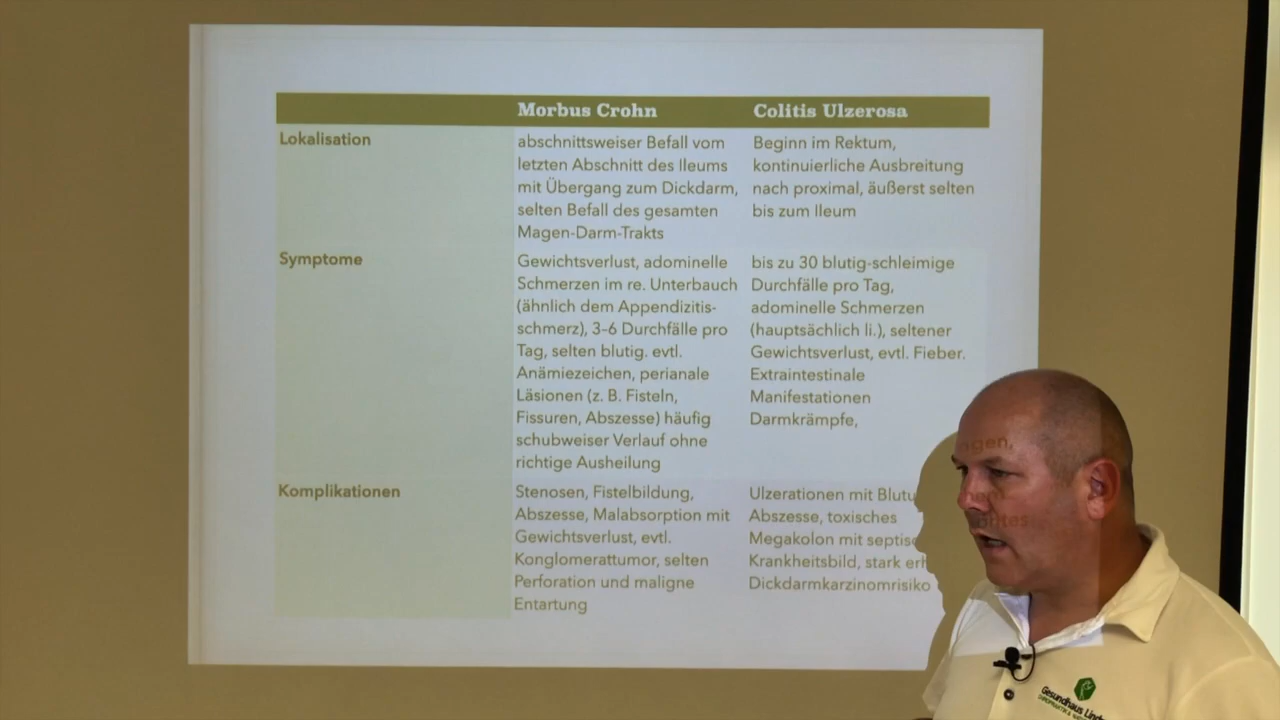 Morbus Crohn
Colitis Ulzerosa
Lokalisation
abschnittsweiser Befall vom
letzten Abschnitt des Ileums
mit Übergang zum Dickdarm,
selten Befall des gesamten
Magen-Darm-Trakts
Beginn im Rektum,
kontinuierliche Ausbreitung
nach proximal, äußerst selten
bis zum Ileum
Symptome
Gewichtsverlust, adominelle
Schmerzen im re. Unterbauch
(ähnlich dem Appendizitis-
schmerz), 3–6 Durchfälle pro
Tag, selten blutig. evtl.
Anämiezeichen, perianale
Läsionen (z. B. Fisteln,
Fissuren, Abszesse) häufig
schubweiser Verlauf ohne
richtige Ausheilung
bis zu 30 blutig-schleimige
Durchfälle pro Tag,
adominelle Schmerzen
(hauptsächlich li.), seltener
Gewichtsverlust, evtl. Fieber.
Extraintestinale
Manifestationen
Darmkrämpfe,
Komplikationen
Stenosen, Fistelbildung,
Abszesse, Malabsorption mit
Gewichtsverlust, evtl.
Konglomerattumor, selten
Perforation und maligne
Entartung
Ulzerationen mit
Abszesse, toxisches
Megakolon mit
Krankheitsbild, stark
Dickdarmkarzinomrisiko
Gesundhaus